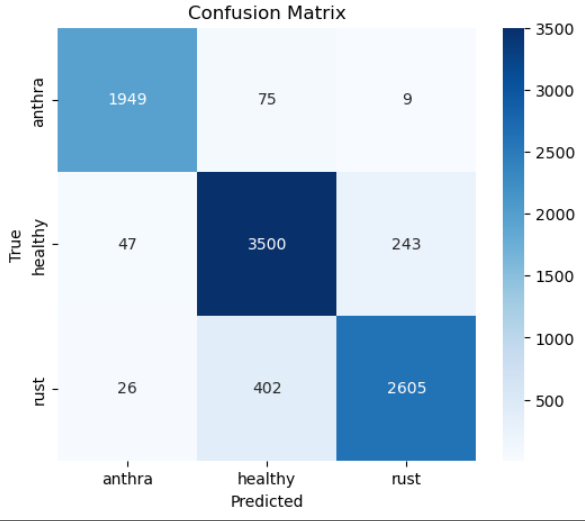 Confusion Matrix
anthra
1949 75 9
True
healthy
47 3500 243
rust
26 402 2605
anthra healthy rust
Predicted
3500
3000
2500
2000
1500
1000
500